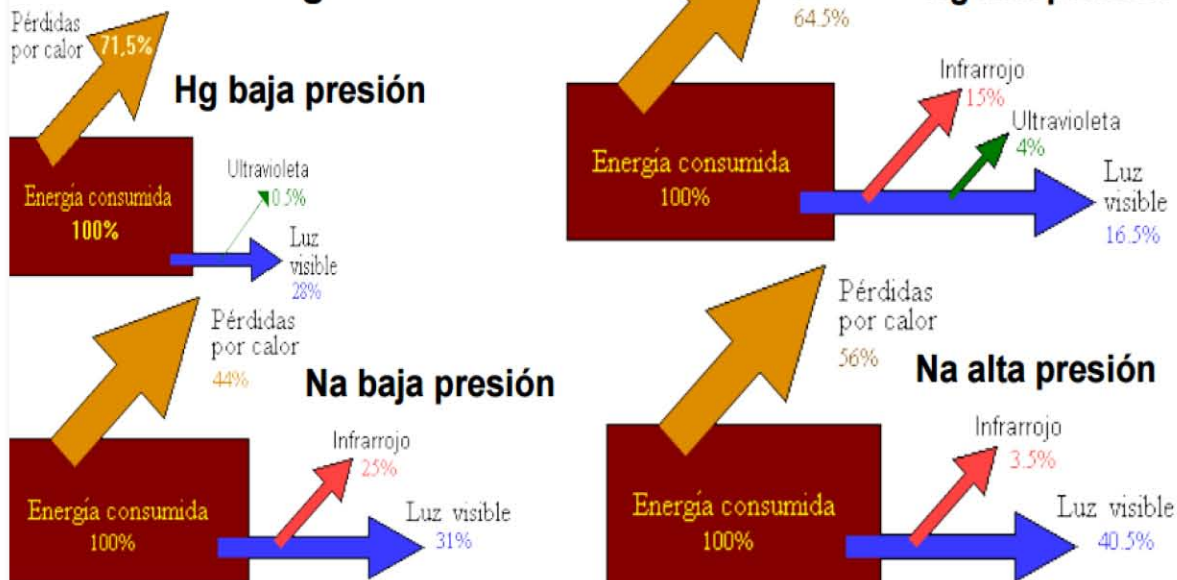 Pérdidas
por calor
71,5%
Hg baja presión
Energía consumida
100%
Ultravioleta
0.5%
Luz
visible
28%
64.5%
Infrarrojo
15%
Ultravioleta
4%
Energía consumida
100%
Luz
visible
16.5%
Pérdidas
por calor
44%
Na baja presión
Infrarrojo
25%
Energía consumida
100%
Luz visible
31%
Pérdidas
por calor
56%
Na alta presión
Infrarrojo
3.5%
Energía consumida
100%
Luz visible
40.5%